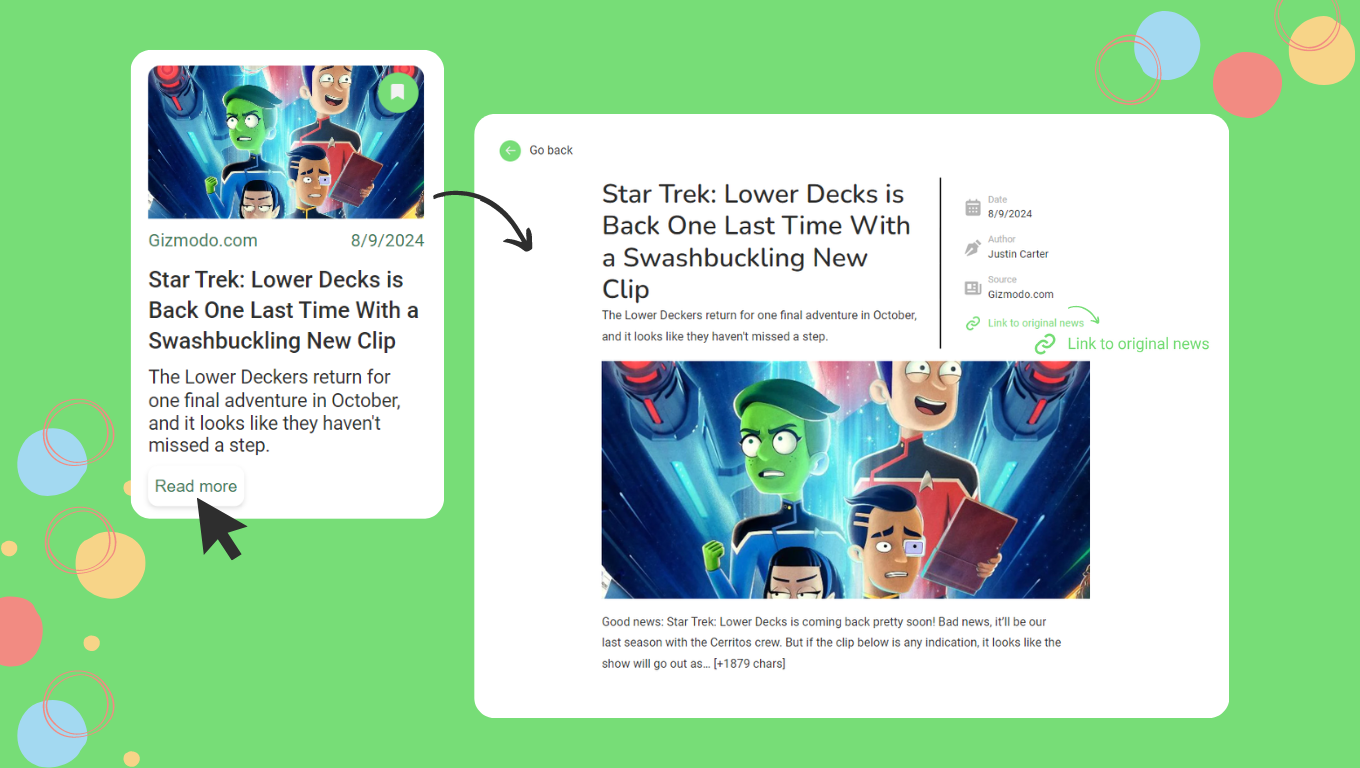 Gizmodo.com 8/9/2024
Star Trek: Lower Decks is
Back One Last Time With a
Swashbuckling New Clip
The Lower Deckers return for
one final adventure in October,
and it looks like they haven't
missed a step.
Read more
Go back
Star Trek: Lower Decks is
Back One Last Time With
a Swashbuckling New
Clip
The Lower Deckers return for one final adventure in October,
and it looks like they haven't missed a step.
Date
8/9/2024
Author
Justin Carter
Source
Gizmodo.com
Link to original news
Link to original news
Good news: Star Trek: Lower Decks is coming back pretty soon! Bad news, it’ll be our
last season with the Cerritos crew. But if the clip below is any indication, it looks like the
show will go out as… [+1879 chars]